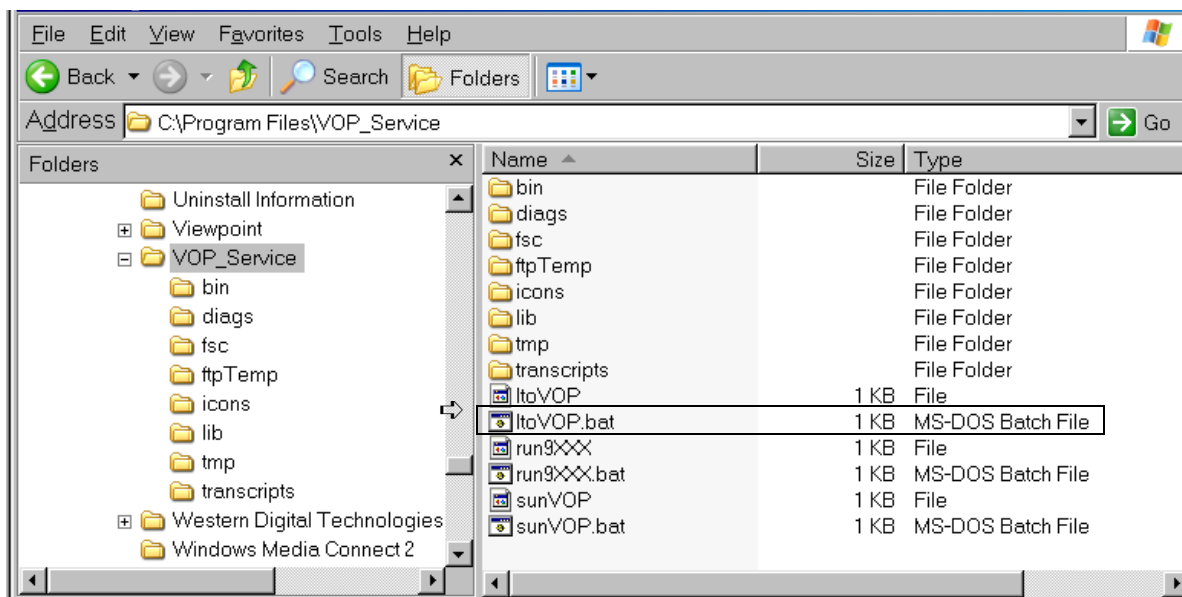 File Edit View Favorites Tools Help
Back Search Folders
Address C:\Program Files\VOP_Service Go
Folders x
Uninstall Information
Viewpoint
VOP_Service
bin
diags
fsc
ftpTemp
icons
lib
tmp
transcripts
Western Digital Technologies
Windows Media Connect 2
Name Size Type
bin File Folder
diags File Folder
fsc File Folder
ftpTemp File Folder
icons File Folder
lib File Folder
tmp File Folder
transcripts File Folder
ltoVOP 1 KB File
ltoVOP.bat 1 KB MS-DOS Batch File
run9XXX 1 KB File
run9XXX.bat 1 KB MS-DOS Batch File
sunVOP 1 KB File
sunVOP.bat 1 KB MS-DOS Batch File